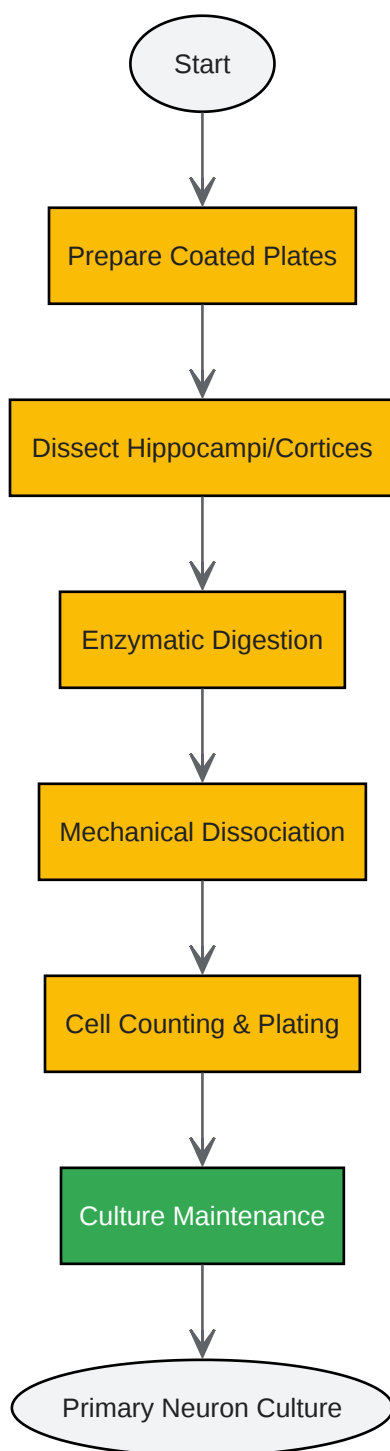 Start
Prepare Coated Plates
Dissect Hippocampi/Cortices
Enzymatic Digestion
Mechanical Dissociation
Cell Counting & Plating
Culture Maintenance
Primary Neuron Culture